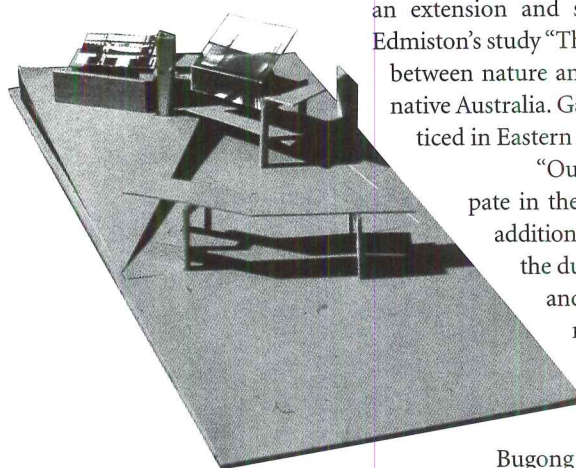 an extension and s
Edmiston's study “Th
between nature an
native Australia. Ga
ticed in Eastern
“Ou
pate in the
addition
the du
and
r
Bugong